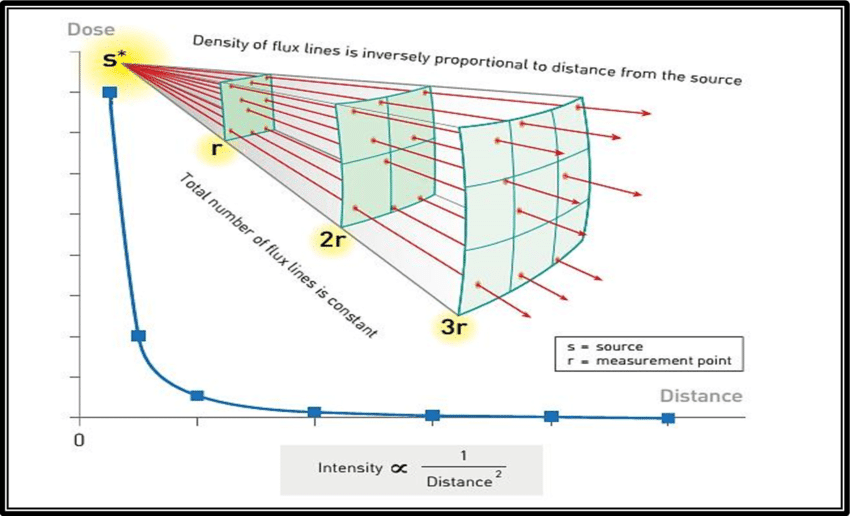 Dose
s*
Density of flux lines is inversely proportional to distance from the source
r
2r
3r
Total number of flux lines is constant
s = source
r = measurement point
Distance
0
Intensity ∝ 1 / Distance²